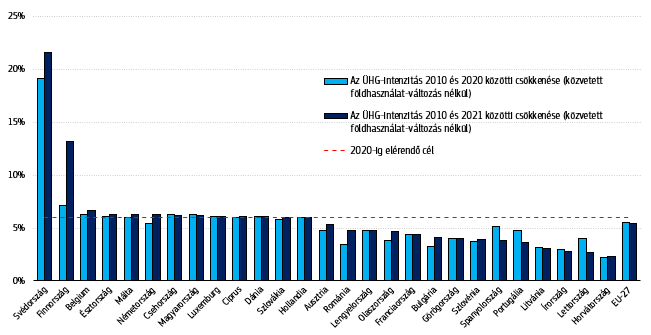 25%
20%
15%
10%
5%
0%
Az ÜHG-intenzitás 2010 és 2020 közötti csökkenése (közvetett
földhasználat-változás nélkül)
Az ÜHG-intenzitás 2010 és 2021 közötti csökkenése (közvetett
földhasználat-változás nélkül)
2020-ig elérendő cél
Svédország
Finnország
Belgium
Észtország
Málta
Németország
Csehország
Magyarország
Luxemburg
Ciprus
Dánia
Szlovákia
Hollandia
Ausztria
Románia
Lengyelország
Olaszország
Franciaország
Bulgária
Görögország
Szlovénia
Spanyolország
Portugália
Litvánia
Írország
Lettország
Horvátország
EU-27